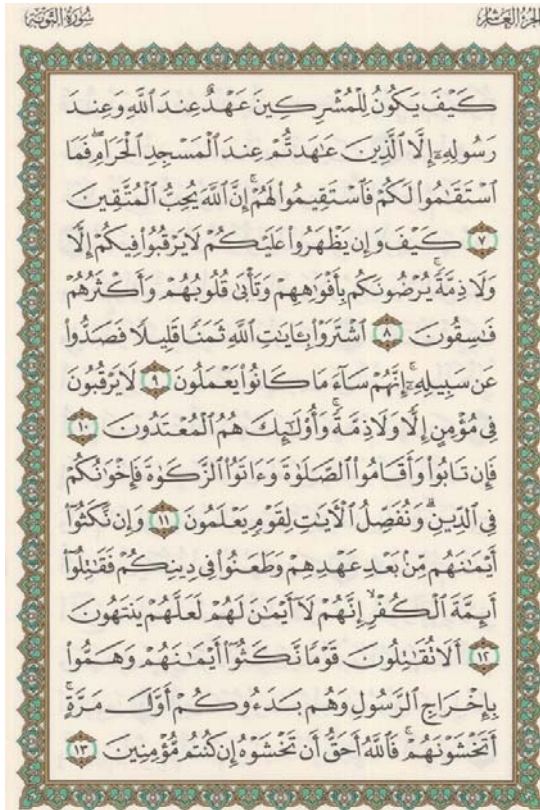 الجزء العاشر
سورة التوبة
كَيْفَ يَكُونُ لِلْمُشْرِكِينَ عَهْدٌ عِندَ ٱللَّهِ وَعِندَ
رَسُولِهِۦٓ إِلَّا ٱلَّذِينَ عَٰهَدتُّمْ عِندَ ٱلْمَسْجِدِ ٱلْحَرَامِۖ فَمَا
ٱسْتَقَٰمُوا۟ لَكُمْ فَٱسْتَقِيمُوا۟ لَهُمْۚ إِنَّ ٱللَّهَ يُحِبُّ ٱلْمُتَّقِينَ
٧ كَيْفَ وَإِن يَظْهَرُوا۟ عَلَيْكُمْ لَا يَرْقُبُوا۟ فِيكُمْ إِلًّا
وَلَا ذِمَّةًۚ يُرْضُونَكُم بِأَفْوَٰهِهِمْ وَتَأْبَىٰ قُلُوبُهُمْ وَأَكْثَرُهُمْ
فَٰسِقُونَ ٨ ٱشْتَرَوْا۟ بِـَٔايَٰتِ ٱللَّهِ ثَمَنًا قَلِيلًا فَصَدُّوا۟
عَن سَبِيلِهِۦٓۚ إِنَّهُمْ سَآءَ مَا كَانُوا۟ يَعْمَلُونَ ٩ لَا يَرْقُبُونَ
فِى مُؤْمِنٍ إِلًّا وَلَا ذِمَّةًۚ وَأُو۟لَٰٓئِكَ هُمُ ٱلْمُعْتَدُونَ ١٠
فَإِن تَابُوا۟ وَأَقَامُوا۟ ٱلصَّلَوٰةَ وَءَاتَوُا۟ ٱلزَّكَوٰةَ فَإِخْوَٰنُكُمْ
فِى ٱلدِّينِۗ وَنُفَصِّلُ ٱلْـَٔايَٰتِ لِقَوْمٍ يَعْلَمُونَ ١١ وَإِن نَّكَثُوٓا۟
أَيْمَٰنَهُم مِّنۢ بَعْدِ عَهْدِهِمْ وَطَعَنُوا۟ فِى دِينِكُمْ فَقَٰتِلُوٓا۟
أَئِمَّةَ ٱلْكُفْرِۙ إِنَّهُمْ لَآ أَيْمَٰنَ لَهُمْ لَعَلَّهُمْ يَنتَهُونَ
١٢ أَلَا تُقَٰتِلُونَ قَوْمًا نَّكَثُوٓا۟ أَيْمَٰنَهُمْ وَهَمُّوا۟
بِإِخْرَاجِ ٱلرَّسُولِ وَهُم بَدَءُوكُمْ أَوَّلَ مَرَّةٍۚ
أَتَخْشَوْنَهُمْۚ فَٱللَّهُ أَحَقُّ أَن تَخْشَوْهُ إِن كُنتُم مُّؤْمِنِينَ ١٣